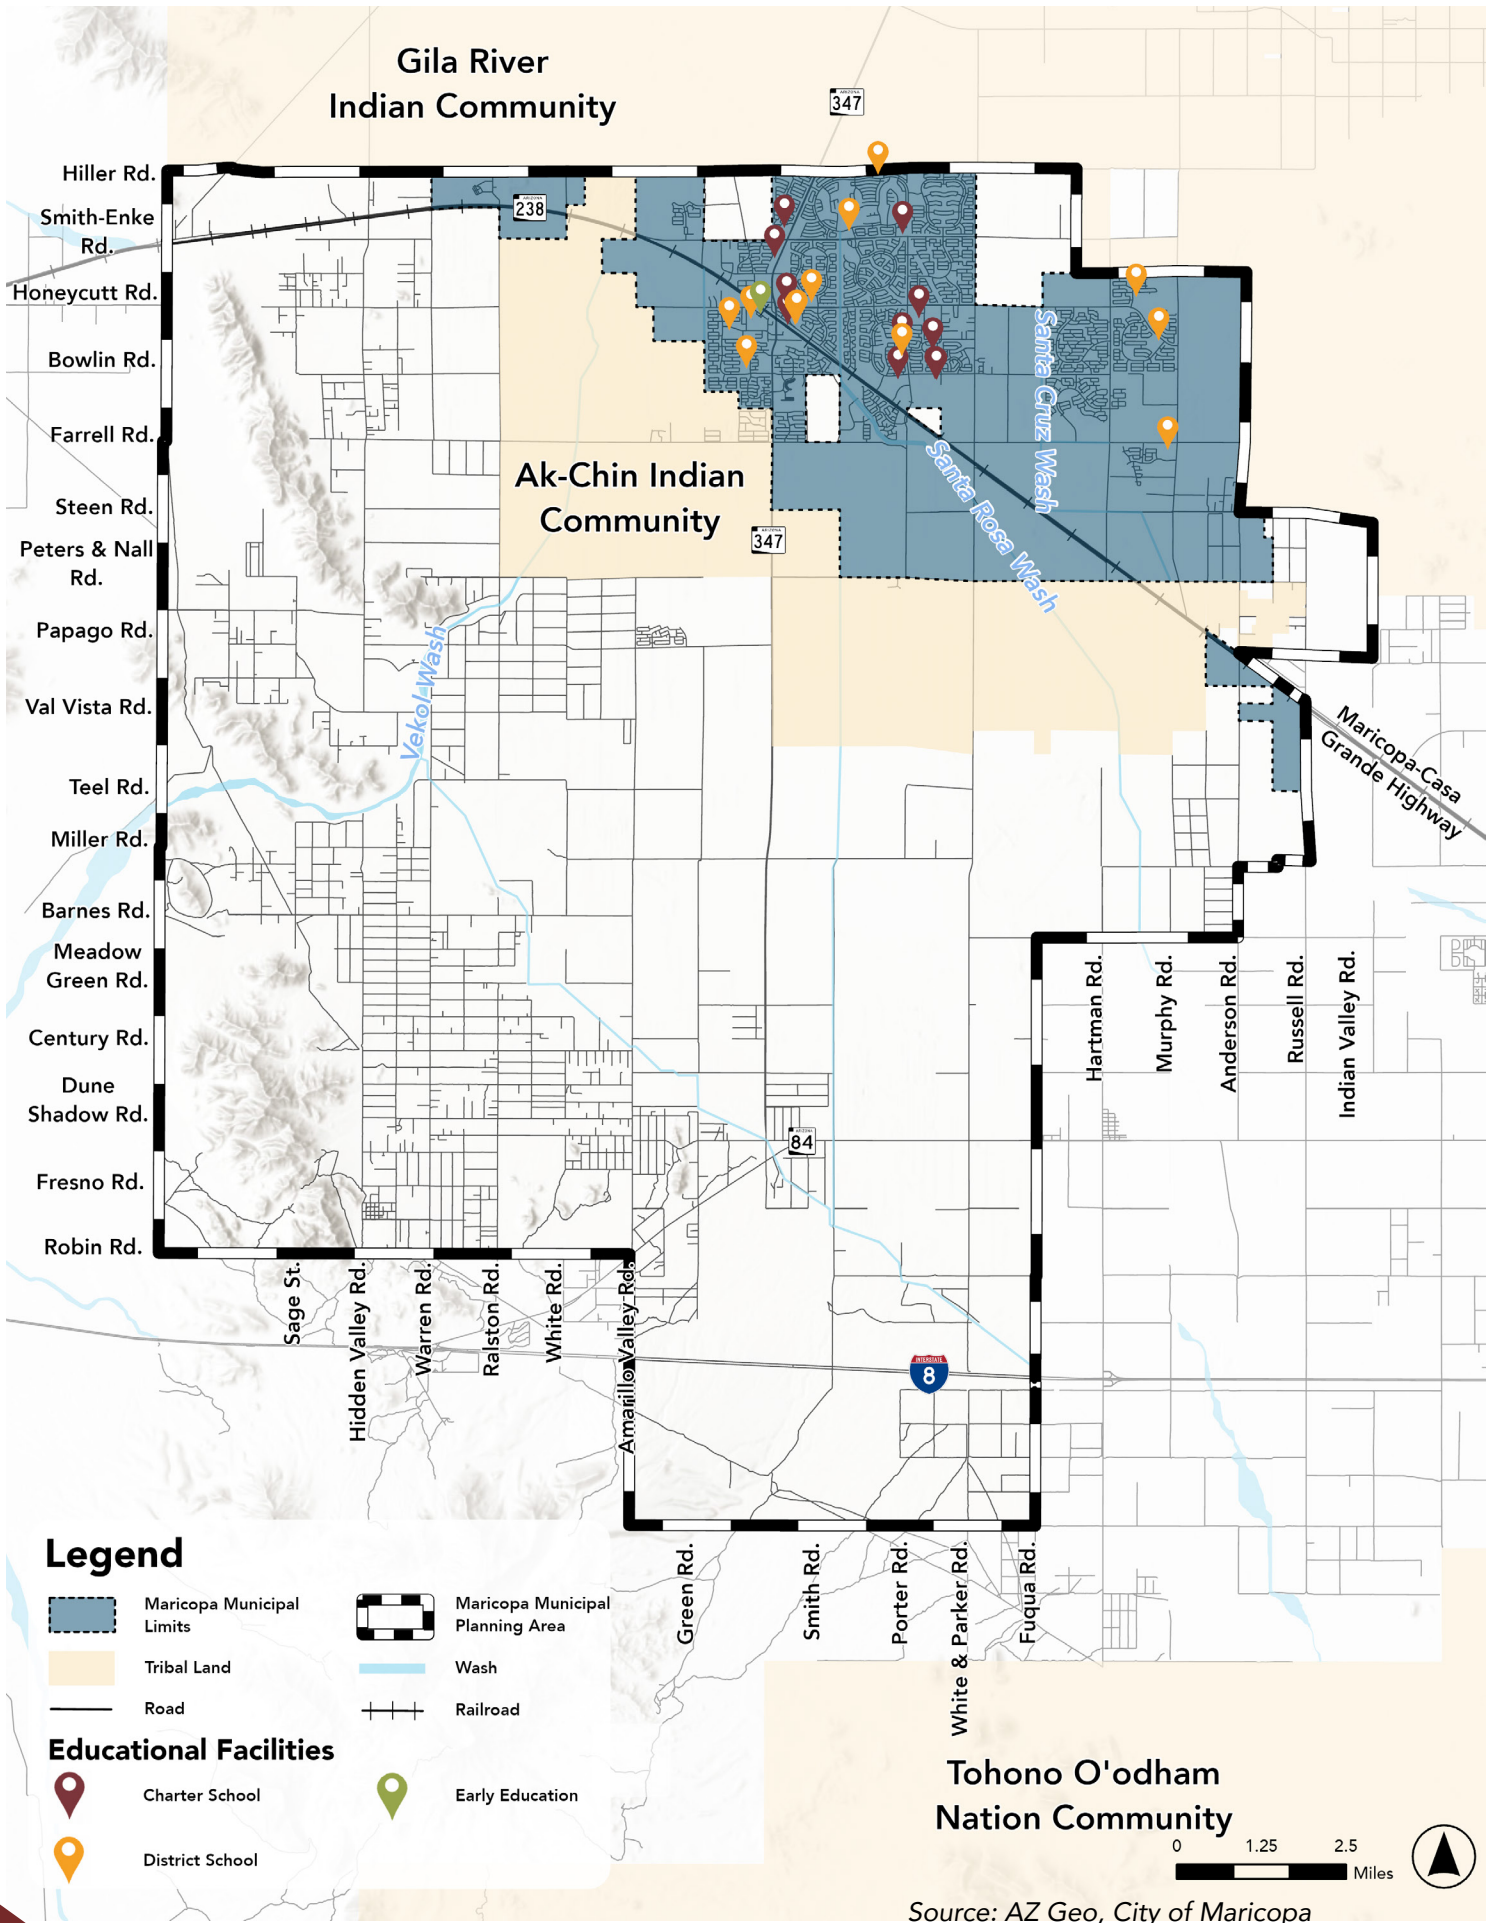 Gila River
Indian Community
ARIZONA
347
Hiller Rd.
Smith-Enke
Rd.
ARIZONA
238
Honeycutt Rd.
Bowlin Rd.
Farrell Rd.
Santa Cruz Wash
Santa Rosa Wash
Ak-Chin Indian
Community
ARIZONA
347
Steen Rd.
Peters & Nall
Rd.
Papago Rd.
Vekol Wash
Val Vista Rd.
Maricopa-Casa
Grande Highway
Teel Rd.
Miller Rd.
Barnes Rd.
Meadow
Green Rd.
Hartman Rd.
Murphy Rd.
Anderson Rd.
Russell Rd.
Indian Valley Rd.
Century Rd.
Dune
Shadow Rd.
ARIZONA
84
Fresno Rd.
Robin Rd.
Sage St.
Hidden Valley Rd.
Warren Rd.
Ralston Rd.
White Rd.
Amarillo Valley Rd.
INTERSTATE
8
Green Rd.
Smith Rd.
Porter Rd.
White & Parker Rd.
Fuqua Rd.
Legend
Maricopa Municipal
Limits
Maricopa Municipal
Planning Area
Tribal Land
Wash
Road
Railroad
Educational Facilities
Charter School
Early Education
District School
Tohono O'odham
Nation Community
0 1.25 2.5
Miles
Source: AZ Geo, City of Maricopa